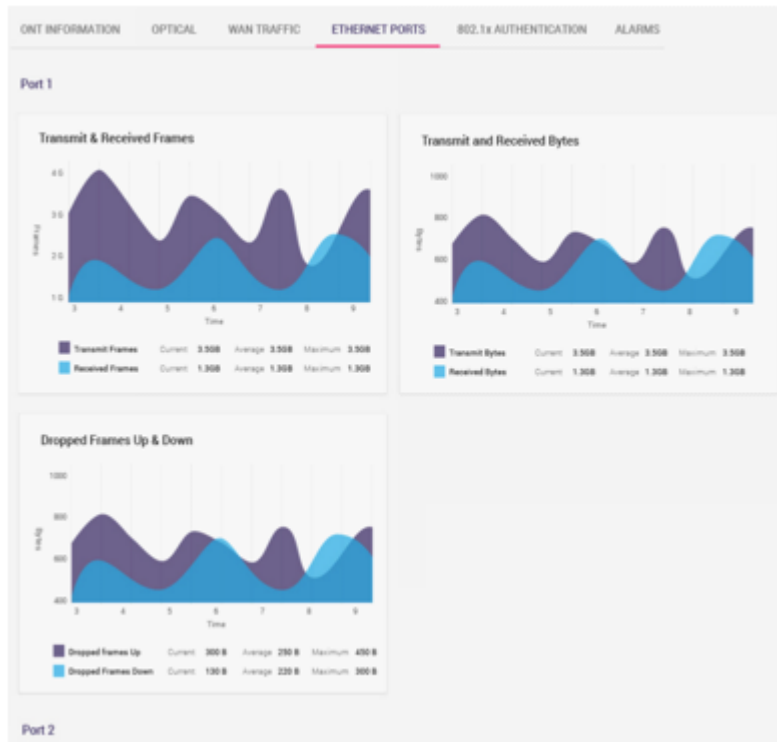 ONT INFORMATION OPTICAL WAN TRAFFIC ETHERNET PORTS 802.1x AUTHENTICATION ALARMS
Port 1
Transmit & Received Frames
4 G
3 G
2 G
1 G
Frames
3 4 5 6 7 8 9
Time
Transmit Frames Current 3.5GB Average 3.5GB Maximum 3.5GB
Received Frames Current 1.3GB Average 1.3GB Maximum 1.3GB
Transmit and Received Bytes
1000
800
600
400
Bytes
3 4 5 6 7 8 9
Time
Transmit Bytes Current 3.5GB Average 3.5GB Maximum 3.5GB
Received Bytes Current 1.3GB Average 1.3GB Maximum 1.3GB
Dropped Frames Up & Down
1000
800
600
400
Bytes
3 4 5 6 7 8 9
Time
Dropped frames Up Current 300 B Average 250 B Maximum 450 B
Dropped Frames Down Current 130 B Average 220 B Maximum 300 B
Port 2